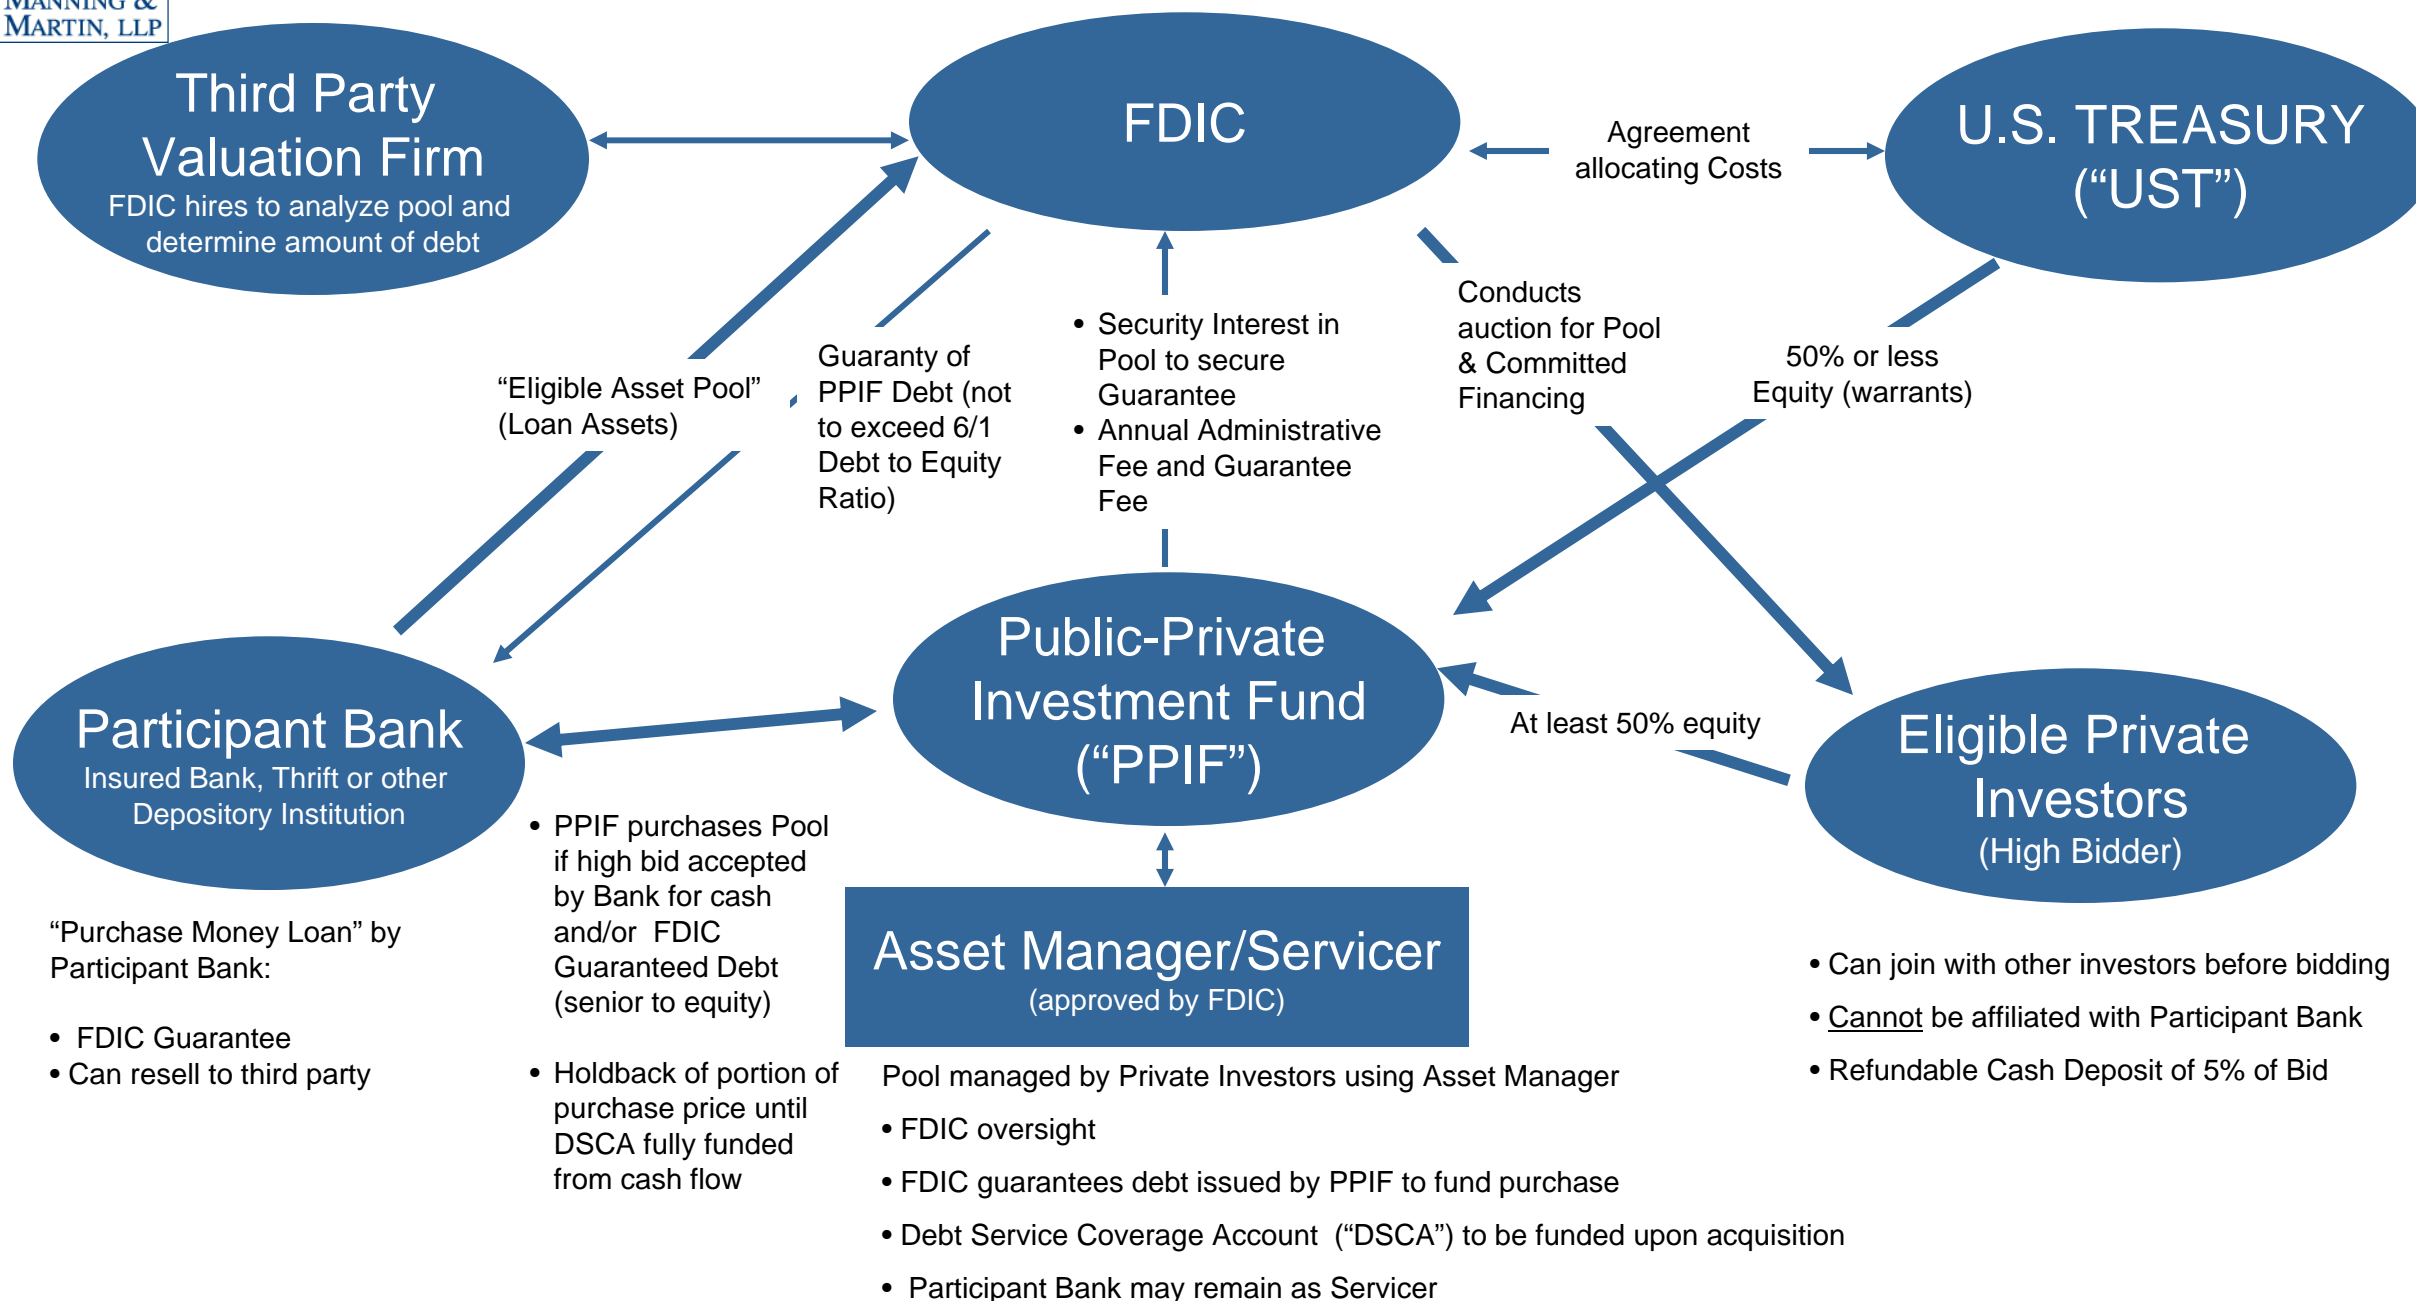 MANNING &
MARTIN, LLP
Third Party
Valuation Firm
FDIC hires to analyze pool and
determine amount of debt
FDIC
Agreement
allocating Costs
U.S. TREASURY
(“UST”)
“Eligible Asset Pool”
(Loan Assets)
Guaranty of
PPIF Debt (not
to exceed 6/1
Debt to Equity
Ratio)
• Security Interest in
Pool to secure
Guarantee
• Annual Administrative
Fee and Guarantee
Fee
Conducts
auction for Pool
& Committed
Financing
50% or less
Equity (warrants)
Participant Bank
Insured Bank, Thrift or other
Depository Institution
Public-Private
Investment Fund
(“PPIF”)
At least 50% equity
Eligible Private
Investors
(High Bidder)
“Purchase Money Loan” by
Participant Bank:
• FDIC Guarantee
• Can resell to third party
• PPIF purchases Pool
if high bid accepted
by Bank for cash
and/or FDIC
Guaranteed Debt
(senior to equity)
• Holdback of portion of
purchase price until
DSCA fully funded
from cash flow
Asset Manager/Servicer
(approved by FDIC)
Pool managed by Private Investors using Asset Manager
• FDIC oversight
• FDIC guarantees debt issued by PPIF to fund purchase
• Debt Service Coverage Account (“DSCA”) to be funded upon acquisition
• Participant Bank may remain as Servicer
• Can join with other investors before bidding
• Cannot be affiliated with Participant Bank
• Refundable Cash Deposit of 5% of Bid